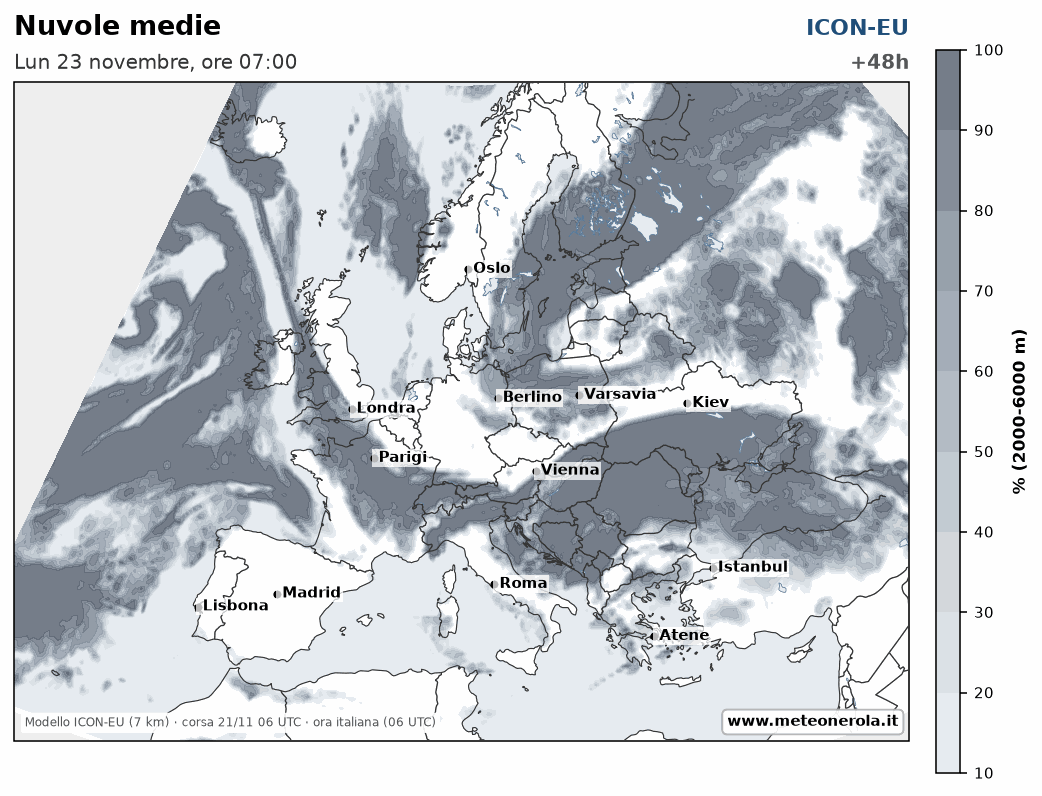 Nuvole medie
ICON-EU
Lun 23 novembre, ore 07:00
+48h
100
90
80
70
60
50
40
30
20
10
% (2000-6000 m)
Oslo
Londra
Berlino
Varsavia
Kiev
Parigi
Vienna
Istanbul
Roma
Madrid
Lisbona
Atene
Modello ICON-EU (7 km) · corsa 21/11 06 UTC · ora italiana (06 UTC)
www.meteonerola.it